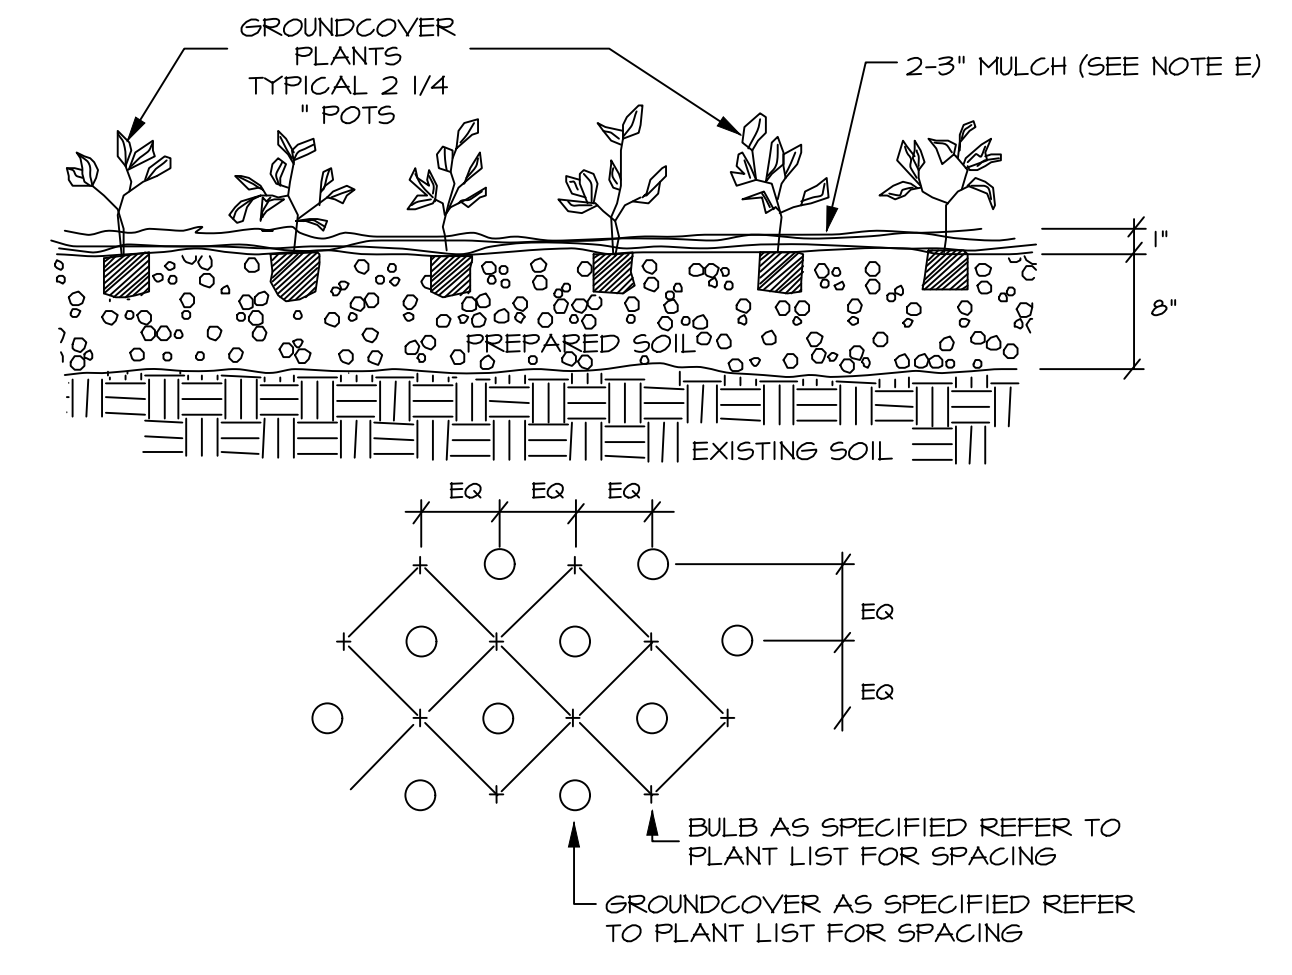 GROUNDCOVER
PLANTS
TYPICAL 2 1/4
" POTS
2-3" MULCH (SEE NOTE E)
1"
8"
PREPARED SOIL
EXISTING SOIL
EQ EQ EQ
EQ
EQ
BULB AS SPECIFIED REFER TO
PLANT LIST FOR SPACING
GROUNDCOVER AS SPECIFIED REFER
TO PLANT LIST FOR SPACING